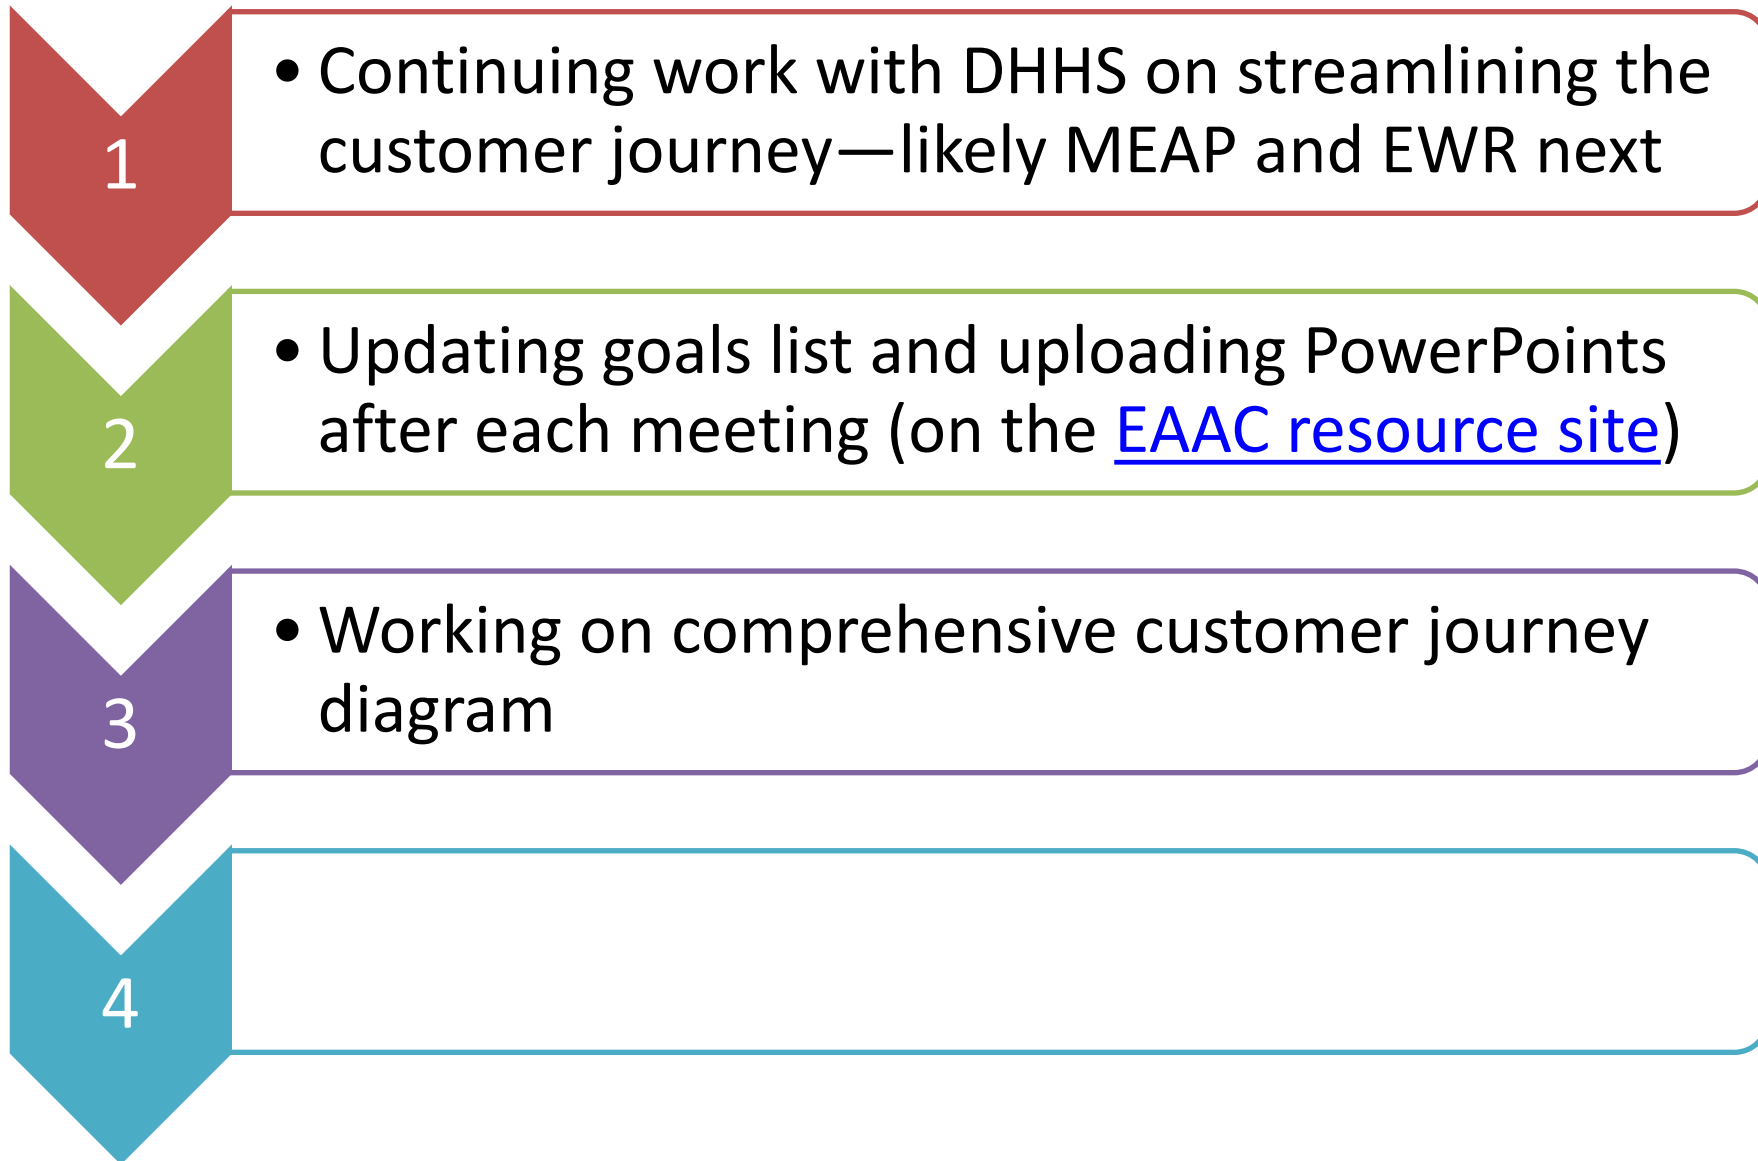 1
• Continuing work with DHHS on streamlining the
customer journey—likely MEAP and EWR next
2
• Updating goals list and uploading PowerPoints
after each meeting (on the EAAC resource site)
3
• Working on comprehensive customer journey
diagram
4